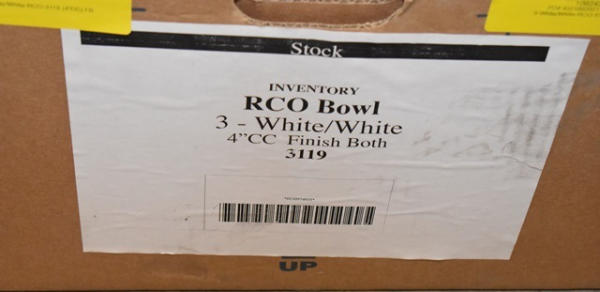 Stock
INVENTORY
RCO Bowl
3 - White/White
4”CC Finish Both
3119
UP